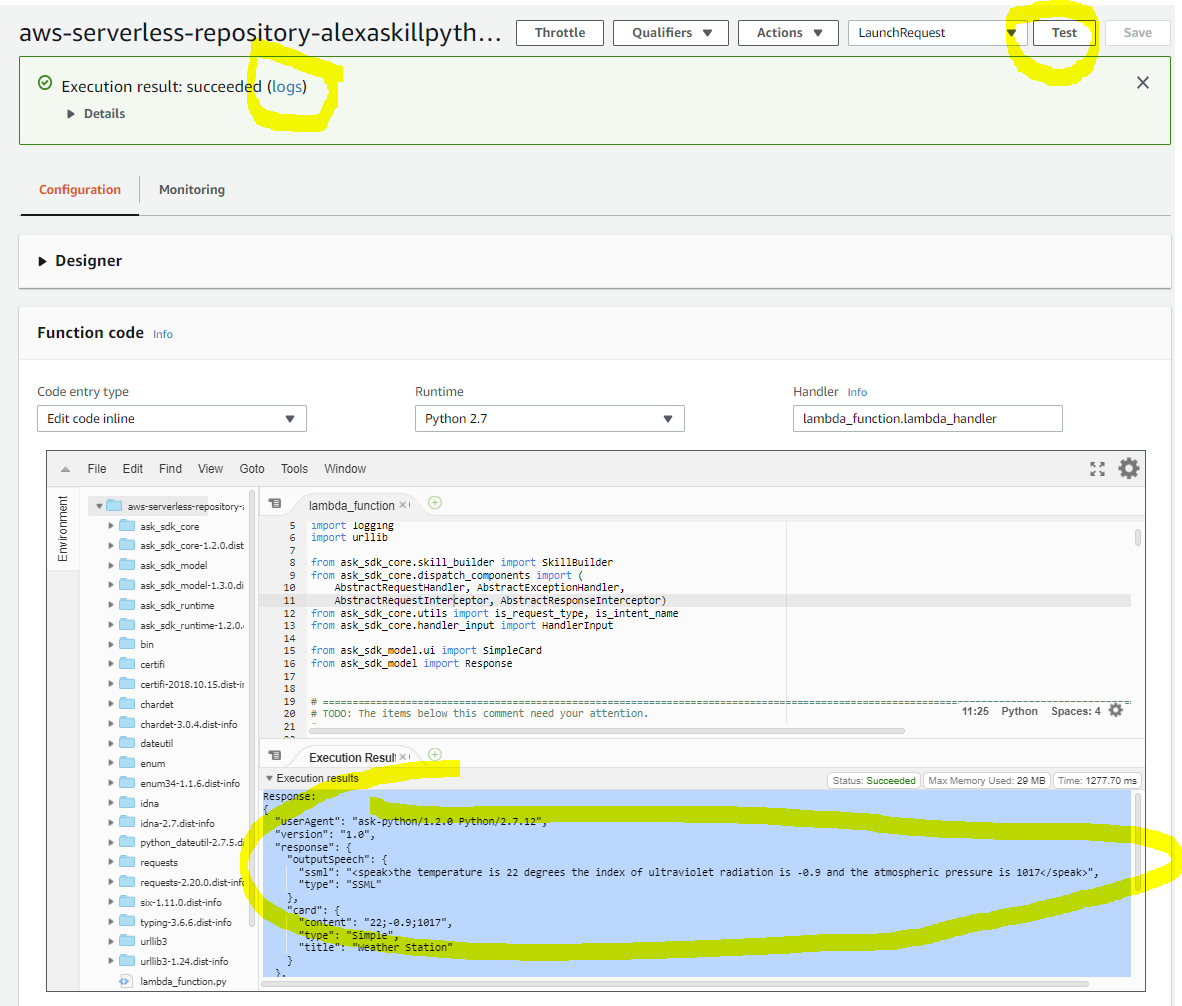 aws-serverless-repository-alexaskillpyth...
Throttle
Qualifiers
Actions
LaunchRequest
Test
Save
Execution result: succeeded (logs)
Details
Configuration
Monitoring
Designer
Function code Info
Code entry type
Runtime
Handler Info
Edit code inline
Python 2.7
lambda_function.lambda_handler
File Edit Find View Goto Tools Window
Environment
aws-serverless-repository-
ask_sdk_core
ask_sdk_core-1.2.0.dist
ask_sdk_model
ask_sdk_model-1.3.0.di
ask_sdk_runtime
ask_sdk_runtime-1.2.0.
bin
certifi
certifi-2018.10.15.dist-i
chardet
chardet-3.0.4.dist-info
dateutil
enum
enum34-1.1.6.dist-info
idna
idna-2.7.dist-info
python_dateutil-2.7.5.d
requests
requests-2.20.0.dist-info
six-1.11.0.dist-info
typing-3.6.6.dist-info
urllib3
urllib3-1.24.dist-info
lambda_function.py
lambda_function
5 import logging
6 import urllib
7
8 from ask_sdk_core.skill_builder import SkillBuilder
9 from ask_sdk_core.dispatch_components import (
10 AbstractRequestHandler, AbstractExceptionHandler,
11 AbstractRequestInterceptor, AbstractResponseInterceptor)
12 from ask_sdk_core.utils import is_request_type, is_intent_name
13 from ask_sdk_core.handler_input import HandlerInput
14
15 from ask_sdk_model.ui import SimpleCard
16 from ask_sdk_model import Response
17
18
19 # ==============================================================
20 # TODO: The items below this comment need your attention.
21
11:25 Python Spaces: 4
Execution Result
Execution results
Status: Succeeded
Max Memory Used: 29 MB
Time: 1277.70 ms
Response:
{
"userAgent": "ask-python/1.2.0 Python/2.7.12",
"version": "1.0",
"response": {
"outputSpeech": {
"ssml": "<speak>the temperature is 22 degrees the index of ultraviolet radiation is -0.9 and the atmospheric pressure is 1017</speak>",
"type": "SSML"
},
"card": {
"content": "22;-0.9;1017",
"type": "Simple",
"title": "Weather Station"
}
},